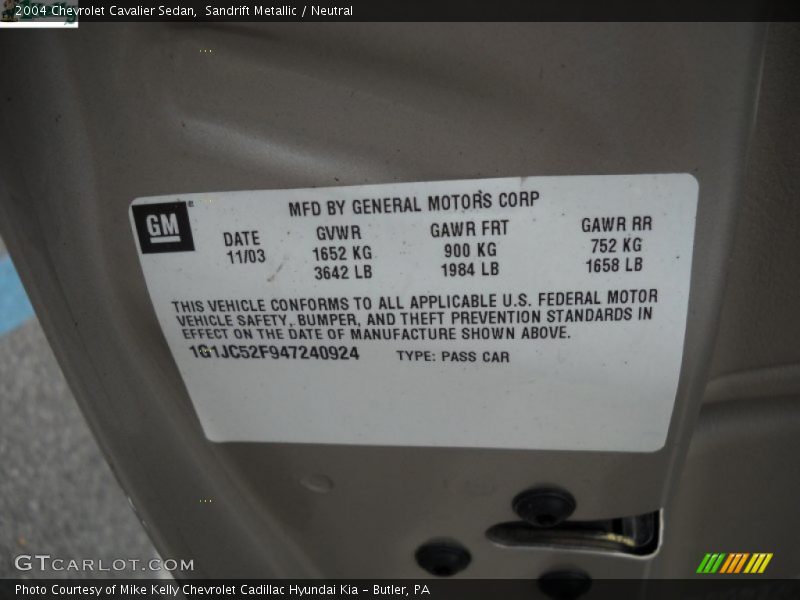 2004 Chevrolet Cavalier Sedan,  Sandrift Metallic / Neutral
GM®
MFD BY GENERAL MOTORS CORP
DATE GVWR GAWR FRT GAWR RR
11/03 1652 KG 900 KG 752 KG
3642 LB 1984 LB 1658 LB
THIS VEHICLE CONFORMS TO ALL APPLICABLE U.S. FEDERAL MOTOR
VEHICLE SAFETY, BUMPER, AND THEFT PREVENTION STANDARDS IN
EFFECT ON THE DATE OF MANUFACTURE SHOWN ABOVE.
1G1JC52F947240924 TYPE: PASS CAR
GTCARLOT.COM
Photo Courtesy of Mike Kelly Chevrolet Cadillac Hyundai Kia - Butler, PA